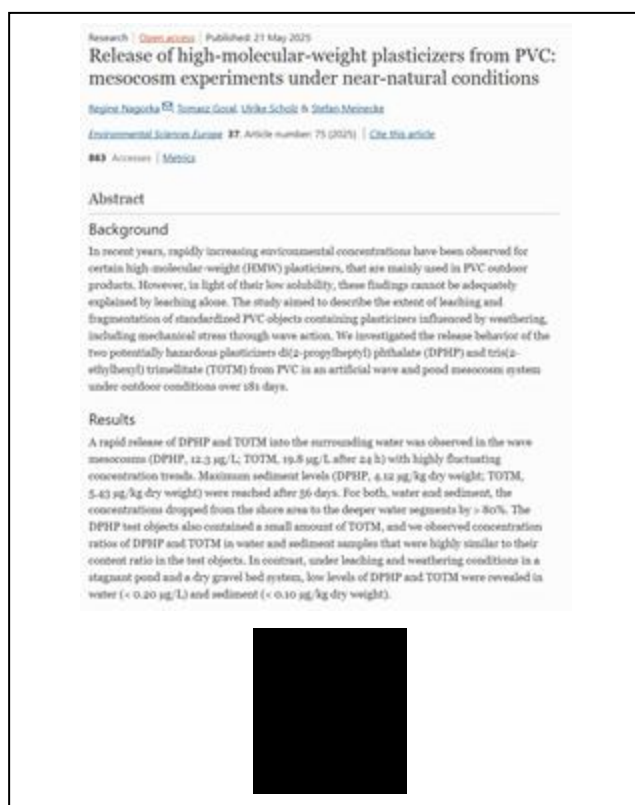 Research | Open access | Published: 21 May 2025
Release of high-molecular-weight plasticizers from PVC:
mesocosm experiments under near-natural conditions
Regine Nagorka, Tomasz Gosal, Ulrike Scholz & Stefan Meinecke
Environmental Sciences Europe 37, Article number: 75 (2025) | Cite this article
863 Accesses | Metrics
Abstract
Background
In recent years, rapidly increasing environmental concentrations have been observed for
certain high-molecular-weight (HMW) plasticizers, that are mainly used in PVC outdoor
products. However, in light of their low solubility, these findings cannot be adequately
explained by leaching alone. The study aimed to describe the extent of leaching and
fragmentation of standardized PVC objects containing plasticizers influenced by weathering,
including mechanical stress through wave action. We investigated the release behavior of the
two potentially hazardous plasticizers di(2-propylheptyl) phthalate (DPHP) and tris(2-
ethylhexyl) trimellitate (TOTM) from PVC in an artificial wave and pond mesocosm system
under outdoor conditions over 181 days.
Results
A rapid release of DPHP and TOTM into the surrounding water was observed in the wave
mesocosms (DPHP, 12.3 µg/L; TOTM, 19.8 µg/L after 24 h) with highly fluctuating
concentration trends. Maximum sediment levels (DPHP, 4.12 µg/kg dry weight; TOTM,
5.43 µg/kg dry weight) were reached after 56 days. For both, water and sediment, the
concentrations dropped from the shore area to the deeper water segments by > 80%. The
DPHP test objects also contained a small amount of TOTM, and we observed concentration
ratios of DPHP and TOTM in water and sediment samples that were highly similar to their
content ratio in the test objects. In contrast, under leaching and weathering conditions in a
stagnant pond and a dry gravel bed system, low levels of DPHP and TOTM were revealed in
water (< 0.20 µg/L) and sediment (< 0.10 µg/kg dry weight).